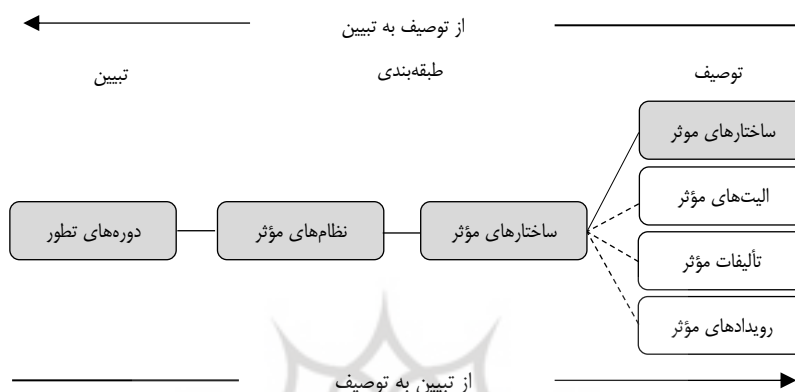 از توصیف به تبیین
توصیف
طبقه‌بندی
تبیین
ساختارهای موثر
الیت‌های مؤثر
تألیفات مؤثر
رویدادهای مؤثر
ساختارهای مؤثر
نظام‌های مؤثر
دوره‌های تطور
از تبیین به توصیف